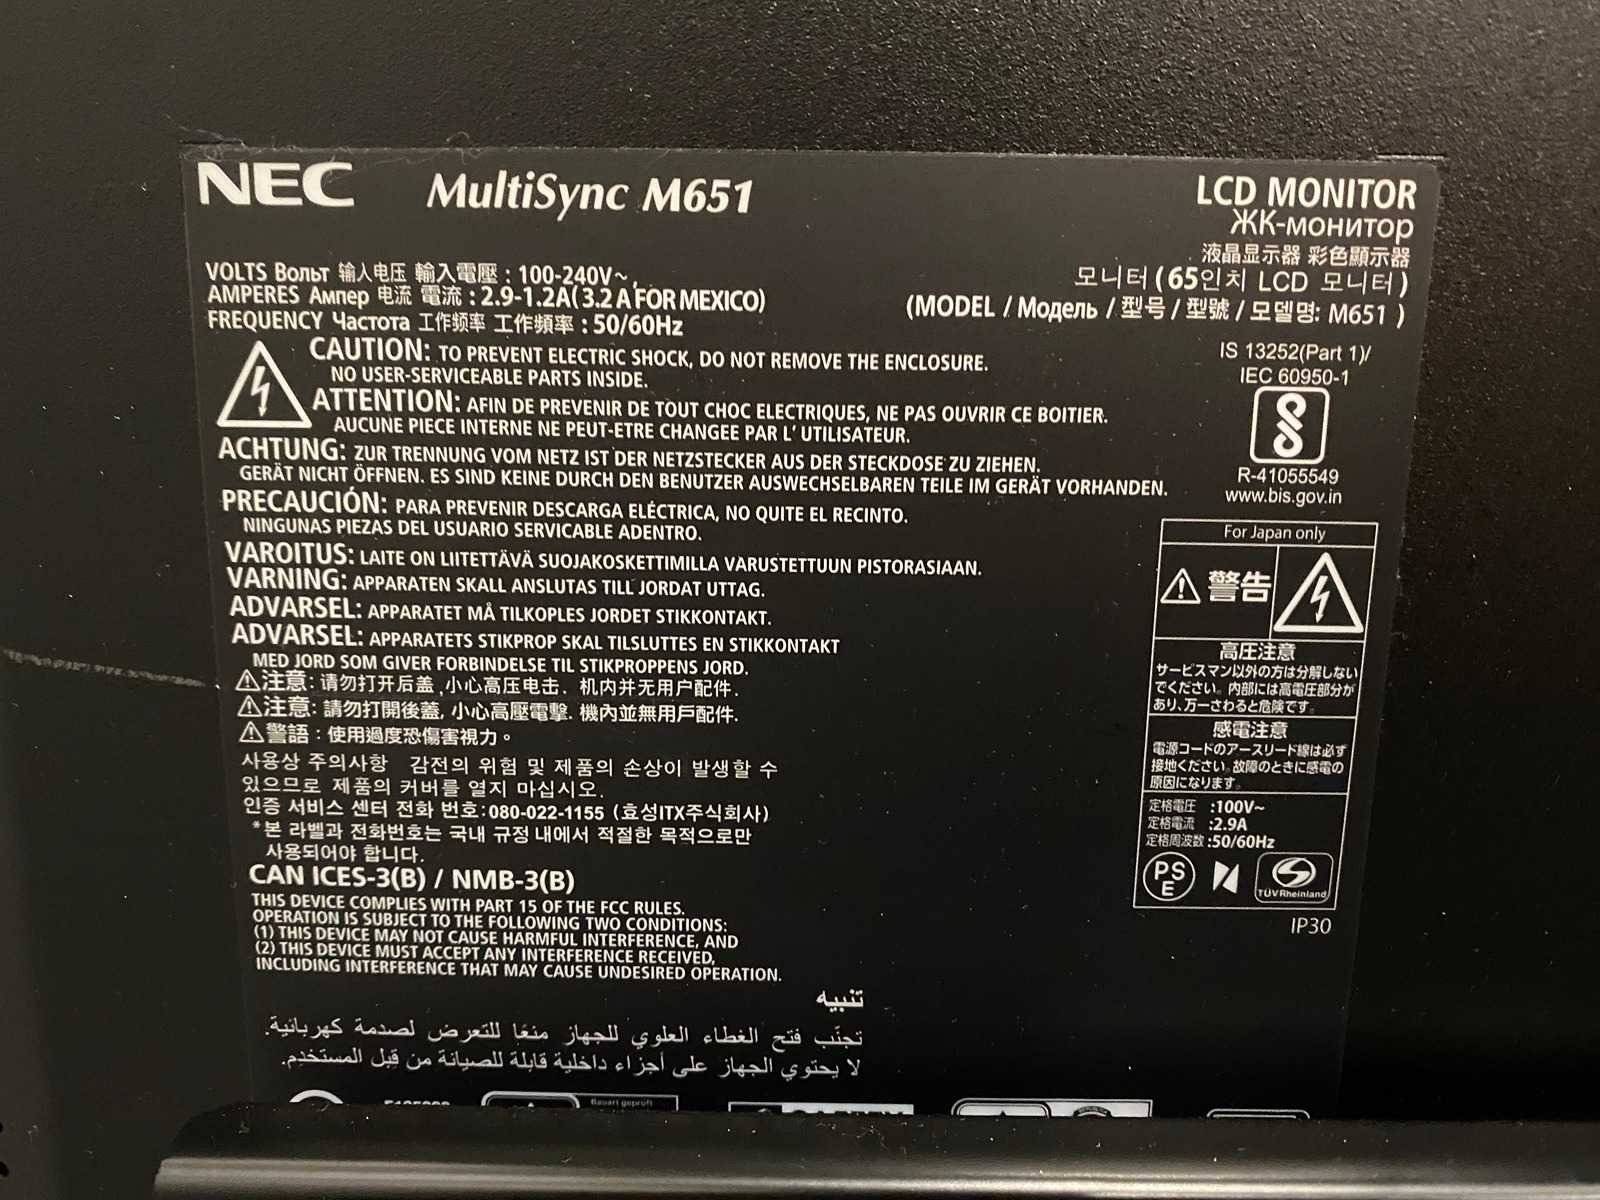 NEC MultiSync M651
LCD MONITOR
ЖК-монитор
液晶显示器 彩色顯示器
모니터 (65인치 LCD 모니터)
(MODEL / Модель / 型号 / 型號 / 모델명: M651 )
VOLTS Вольт 输入电压 輸入電壓 : 100-240V~,
AMPERES Ампер 电流 電流 : 2.9-1.2A(3.2 A FOR MEXICO)
FREQUENCY Частота 工作频率 工作頻率 : 50/60Hz
CAUTION: TO PREVENT ELECTRIC SHOCK, DO NOT REMOVE THE ENCLOSURE.
NO USER-SERVICEABLE PARTS INSIDE.
ATTENTION: AFIN DE PREVENIR DE TOUT CHOC ELECTRIQUES, NE PAS OUVRIR CE BOITIER.
AUCUNE PIECE INTERNE NE PEUT-ETRE CHANGEE PAR L' UTILISATEUR.
ACHTUNG: ZUR TRENNUNG VOM NETZ IST DER NETZSTECKER AUS DER STECKDOSE ZU ZIEHEN.
GERÄT NICHT ÖFFNEN. ES SIND KEINE DURCH DEN BENUTZER AUSWECHSELBAREN TEILE IM GERÄT VORHANDEN.
PRECAUCIÓN: PARA PREVENIR DESCARGA ELÉCTRICA, NO QUITE EL RECINTO.
NINGUNAS PIEZAS DEL USUARIO SERVICABLE ADENTRO.
VAROITUS: LAITE ON LIITETTÄVÄ SUOJAKOSKETTIMILLA VARUSTETTUUN PISTORASIAAN.
VARNING: APPARATEN SKALL ANSLUTAS TILL JORDAT UTTAG.
ADVARSEL: APPARATET MÅ TILKOPLES JORDET STIKKONTAKT.
ADVARSEL: APPARATETS STIKPROP SKAL TILSLUTTES EN STIKKONTAKT
MED JORD SOM GIVER FORBINDELSE TIL STIKPROPPENS JORD.
注意: 请勿打开后盖,小心高压电击. 机内并无用户配件.
注意: 請勿打開後蓋, 小心高壓電擊. 機內並無用戶配件.
警語 : 使用過度恐傷害視力。
사용상 주의사항 감전의 위험 및 제품의 손상이 발생할 수
있으므로 제품의 커버를 열지 마십시오.
인증 서비스 센터 전화 번호:080-022-1155 (효성ITX주식회사)
*본 라벨과 전화번호는 국내 규정 내에서 적절한 목적으로만
사용되어야 합니다.
CAN ICES-3(B) / NMB-3(B)
THIS DEVICE COMPLIES WITH PART 15 OF THE FCC RULES.
OPERATION IS SUBJECT TO THE FOLLOWING TWO CONDITIONS:
(1) THIS DEVICE MAY NOT CAUSE HARMFUL INTERFERENCE, AND
(2) THIS DEVICE MUST ACCEPT ANY INTERFERENCE RECEIVED,
INCLUDING INTERFERENCE THAT MAY CAUSE UNDESIRED OPERATION.
تنبيه
تجنّب فتح الغطاء العلوي للجهاز منعًا للتعرض لصدمة كهربائية.
لا يحتوي الجهاز على أجزاء داخلية قابلة للصيانة من قِبل المستخدم.
Bauart geprüft
IS 13252(Part 1)/
IEC 60950-1
R-41055549
www.bis.gov.in
For Japan only
警告
高圧注意
サービスマン以外の方は分解しない
でください。内部には高電圧部分が
あり、万一さわると危険です。
感電注意
電源コードのアースリード線は必ず
接地ください。故障のときに感電の
原因になります。
定格電圧 :100V~
定格電流 :2.9A
定格周波数 :50/60Hz
PS
E
TÜVRheinland
IP30